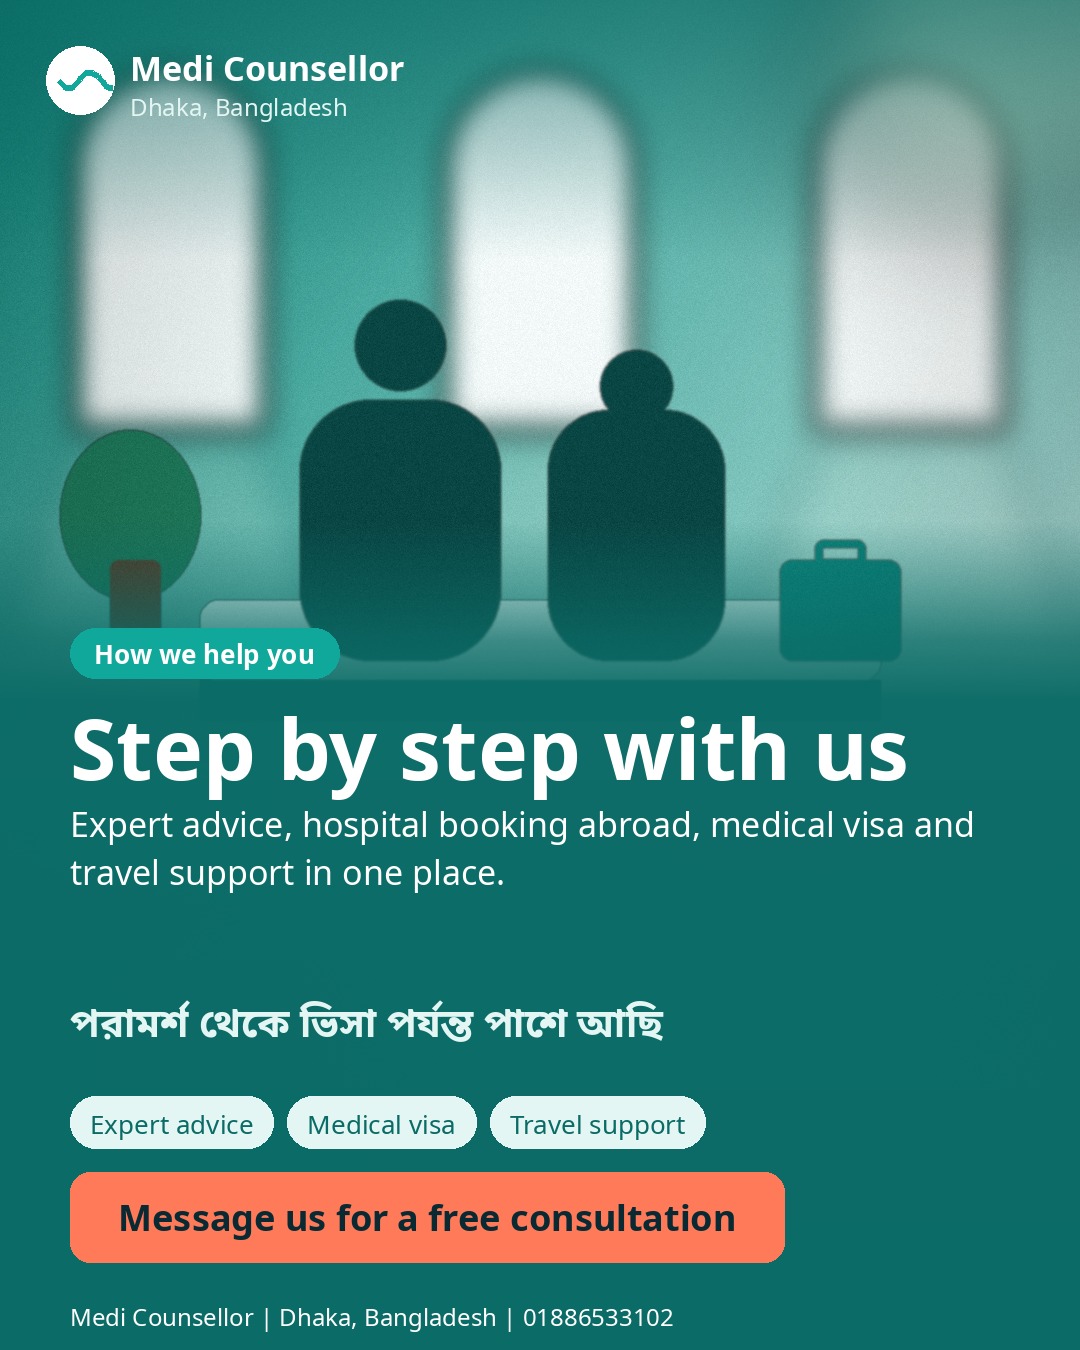 Medi Counsellor
Dhaka, Bangladesh
How we help you
Step by step with us
Expert advice, hospital booking abroad, medical visa and
travel support in one place.
পরামর্শ থেকে ভিসা পর্যন্ত পাশে আছি
Expert advice
Medical visa
Travel support
Message us for a free consultation
Medi Counsellor | Dhaka, Bangladesh | 01886533102